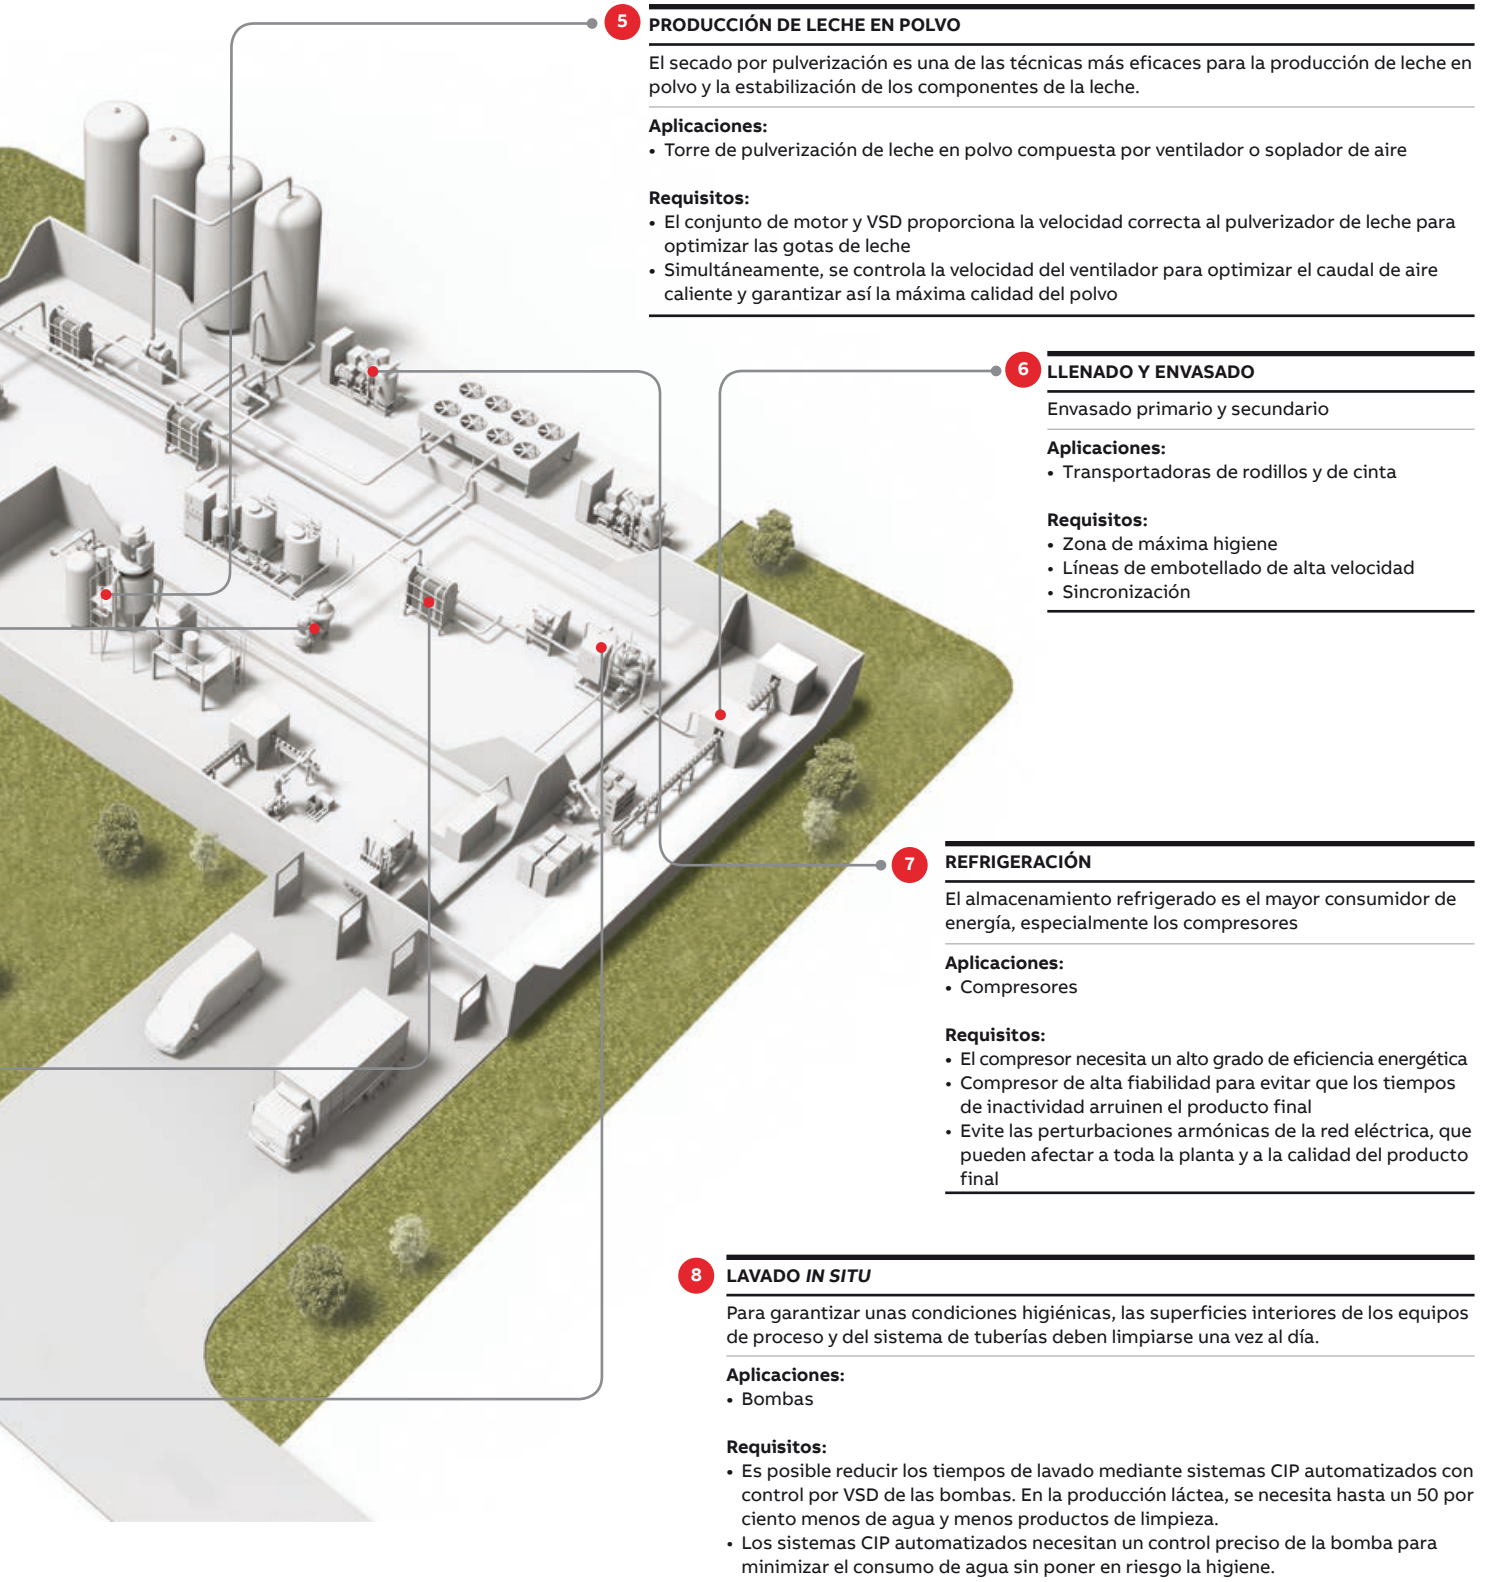 5
PRODUCCIÓN DE LECHE EN POLVO
El secado por pulverización es una de las técnicas más eficaces para la producción de leche en
polvo y la estabilización de los componentes de la leche.
Aplicaciones:
• Torre de pulverización de leche en polvo compuesta por ventilador o soplador de aire
Requisitos:
• El conjunto de motor y VSD proporciona la velocidad correcta al pulverizador de leche para
optimizar las gotas de leche
• Simultáneamente, se controla la velocidad del ventilador para optimizar el caudal de aire
caliente y garantizar así la máxima calidad del polvo
6
LLENADO Y ENVASADO
Envasado primario y secundario
Aplicaciones:
• Transportadoras de rodillos y de cinta
Requisitos:
• Zona de máxima higiene
• Líneas de embotellado de alta velocidad
• Sincronización
7
REFRIGERACIÓN
El almacenamiento refrigerado es el mayor consumidor de
energía, especialmente los compresores
Aplicaciones:
• Compresores
Requisitos:
• El compresor necesita un alto grado de eficiencia energética
• Compresor de alta fiabilidad para evitar que los tiempos
de inactividad arruinen el producto final
• Evite las perturbaciones armónicas de la red eléctrica, que
pueden afectar a toda la planta y a la calidad del producto
final
8
LAVADO IN SITU
Para garantizar unas condiciones higiénicas, las superficies interiores de los equipos
de proceso y del sistema de tuberías deben limpiarse una vez al día.
Aplicaciones:
• Bombas
Requisitos:
• Es posible reducir los tiempos de lavado mediante sistemas CIP automatizados con
control por VSD de las bombas. En la producción láctea, se necesita hasta un 50 por
ciento menos de agua y menos productos de limpieza.
• Los sistemas CIP automatizados necesitan un control preciso de la bomba para
minimizar el consumo de agua sin poner en riesgo la higiene.